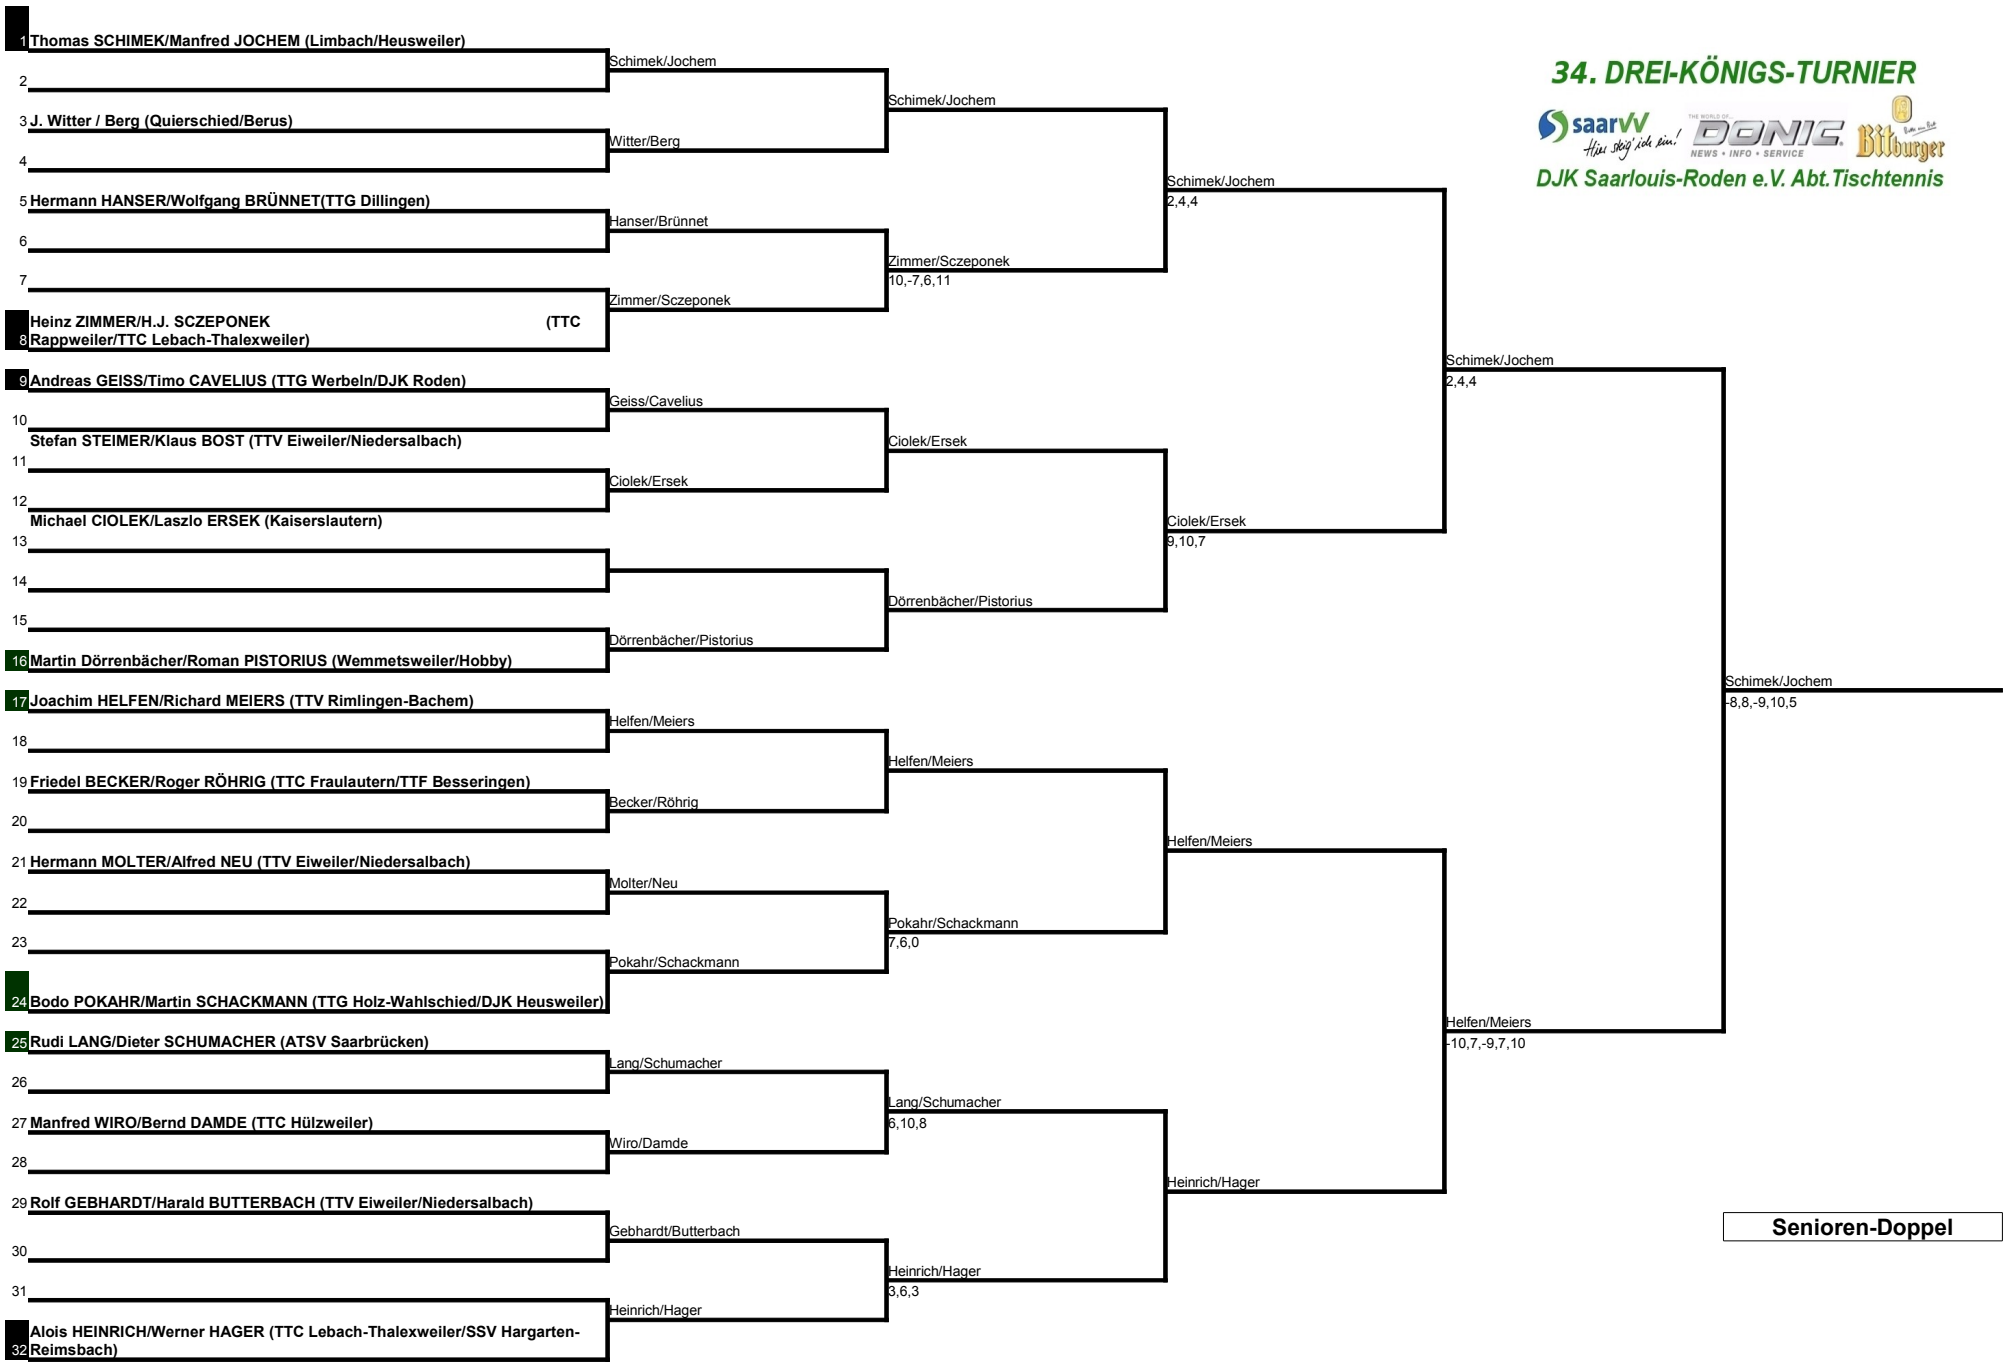 34. DREI-KÖNIGS-TURNIER
saarVV
Hier steig' ich ein!
THE WORLD OF...
DONIC
NEWS • INFO • SERVICE
Bitburger
DJK Saarlouis-Roden e.V. Abt.Tischtennis
1 Thomas SCHIMEK/Manfred JOCHEM (Limbach/Heusweiler)
2
3 J. Witter / Berg (Quierschied/Berus)
4
5 Hermann HANSER/Wolfgang BRÜNNET(TTG Dillingen)
6
7
Heinz ZIMMER/H.J. SCZEPONEK (TTC
8 Rappweiler/TTC Lebach-Thalexweiler)
9 Andreas GEISS/Timo CAVELIUS (TTG Werbeln/DJK Roden)
10
Stefan STEIMER/Klaus BOST (TTV Eiweiler/Niedersalbach)
11
12
Michael CIOLEK/Laszlo ERSEK (Kaiserslautern)
13
14
15
16 Martin Dörrenbächer/Roman PISTORIUS (Wemmetsweiler/Hobby)
17 Joachim HELFEN/Richard MEIERS (TTV Rimlingen-Bachem)
18
19 Friedel BECKER/Roger RÖHRIG (TTC Fraulautern/TTF Besseringen)
20
21 Hermann MOLTER/Alfred NEU (TTV Eiweiler/Niedersalbach)
22
23
24 Bodo POKAHR/Martin SCHACKMANN (TTG Holz-Wahlschied/DJK Heusweiler)
25 Rudi LANG/Dieter SCHUMACHER (ATSV Saarbrücken)
26
27 Manfred WIRO/Bernd DAMDE (TTC Hülzweiler)
28
29 Rolf GEBHARDT/Harald BUTTERBACH (TTV Eiweiler/Niedersalbach)
30
31
Alois HEINRICH/Werner HAGER (TTC Lebach-Thalexweiler/SSV Hargarten-
32 Reimsbach)
Schimek/Jochem
Witter/Berg
Hanser/Brünnet
Zimmer/Sczeponek
Geiss/Cavelius
Ciolek/Ersek
Dörrenbächer/Pistorius
Helfen/Meiers
Becker/Röhrig
Molter/Neu
Pokahr/Schackmann
Lang/Schumacher
Wiro/Damde
Gebhardt/Butterbach
Heinrich/Hager
Schimek/Jochem
Zimmer/Sczeponek
10,-7,6,11
Ciolek/Ersek
Dörrenbächer/Pistorius
Helfen/Meiers
Pokahr/Schackmann
7,6,0
Lang/Schumacher
6,10,8
Heinrich/Hager
3,6,3
Schimek/Jochem
2,4,4
Ciolek/Ersek
9,10,7
Helfen/Meiers
Heinrich/Hager
Schimek/Jochem
2,4,4
Helfen/Meiers
-10,7,-9,7,10
Schimek/Jochem
-8,8,-9,10,5
Senioren-Doppel